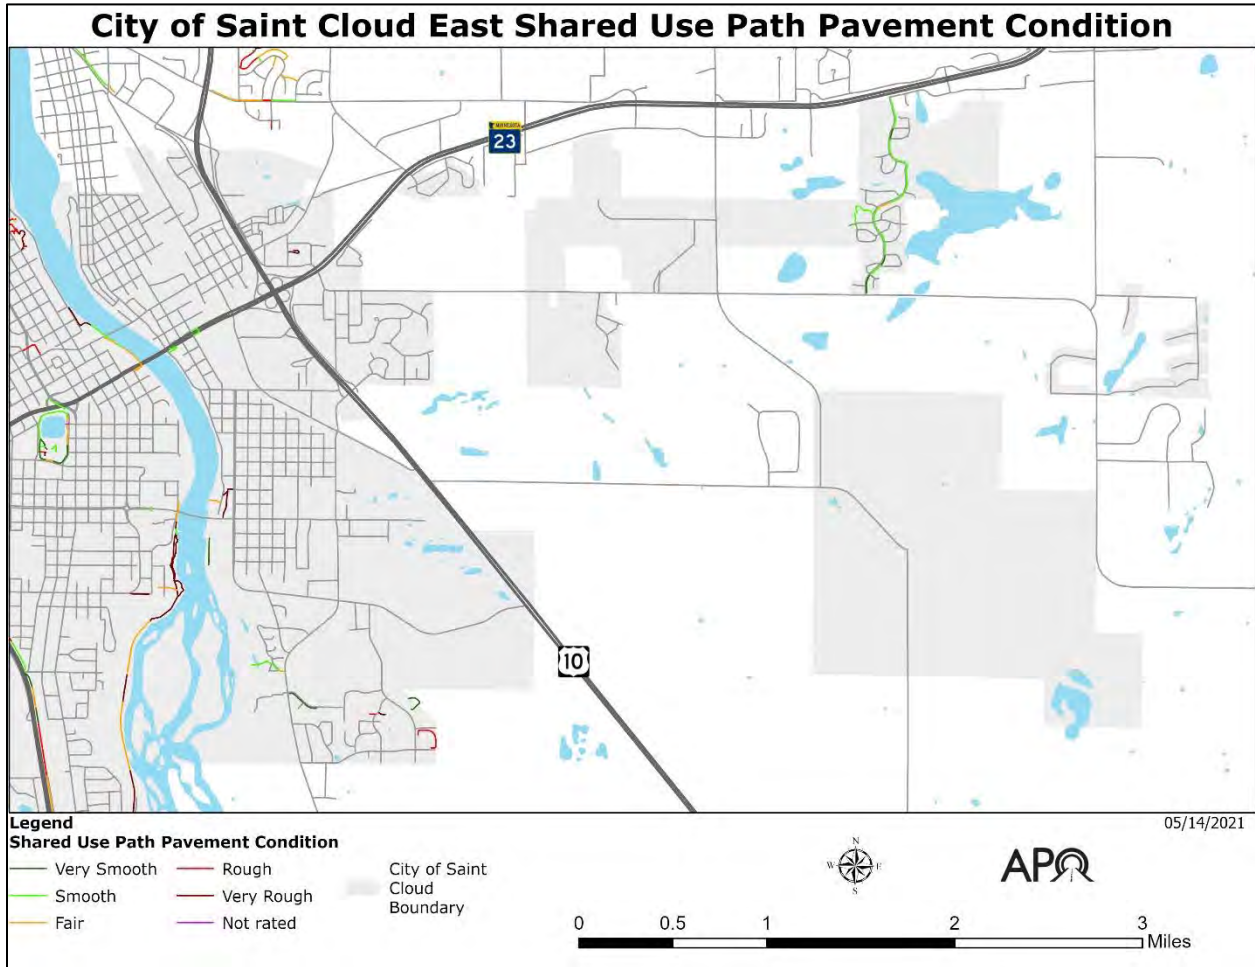 City of Saint Cloud East Shared Use Path Pavement Condition
MINNESOTA
23
10
05/14/2021
Legend
Shared Use Path Pavement Condition
Very Smooth
Smooth
Fair
Rough
Very Rough
Not rated
City of Saint
Cloud
Boundary
N
W
E
S
APO
0 0.5 1 2 3
Miles